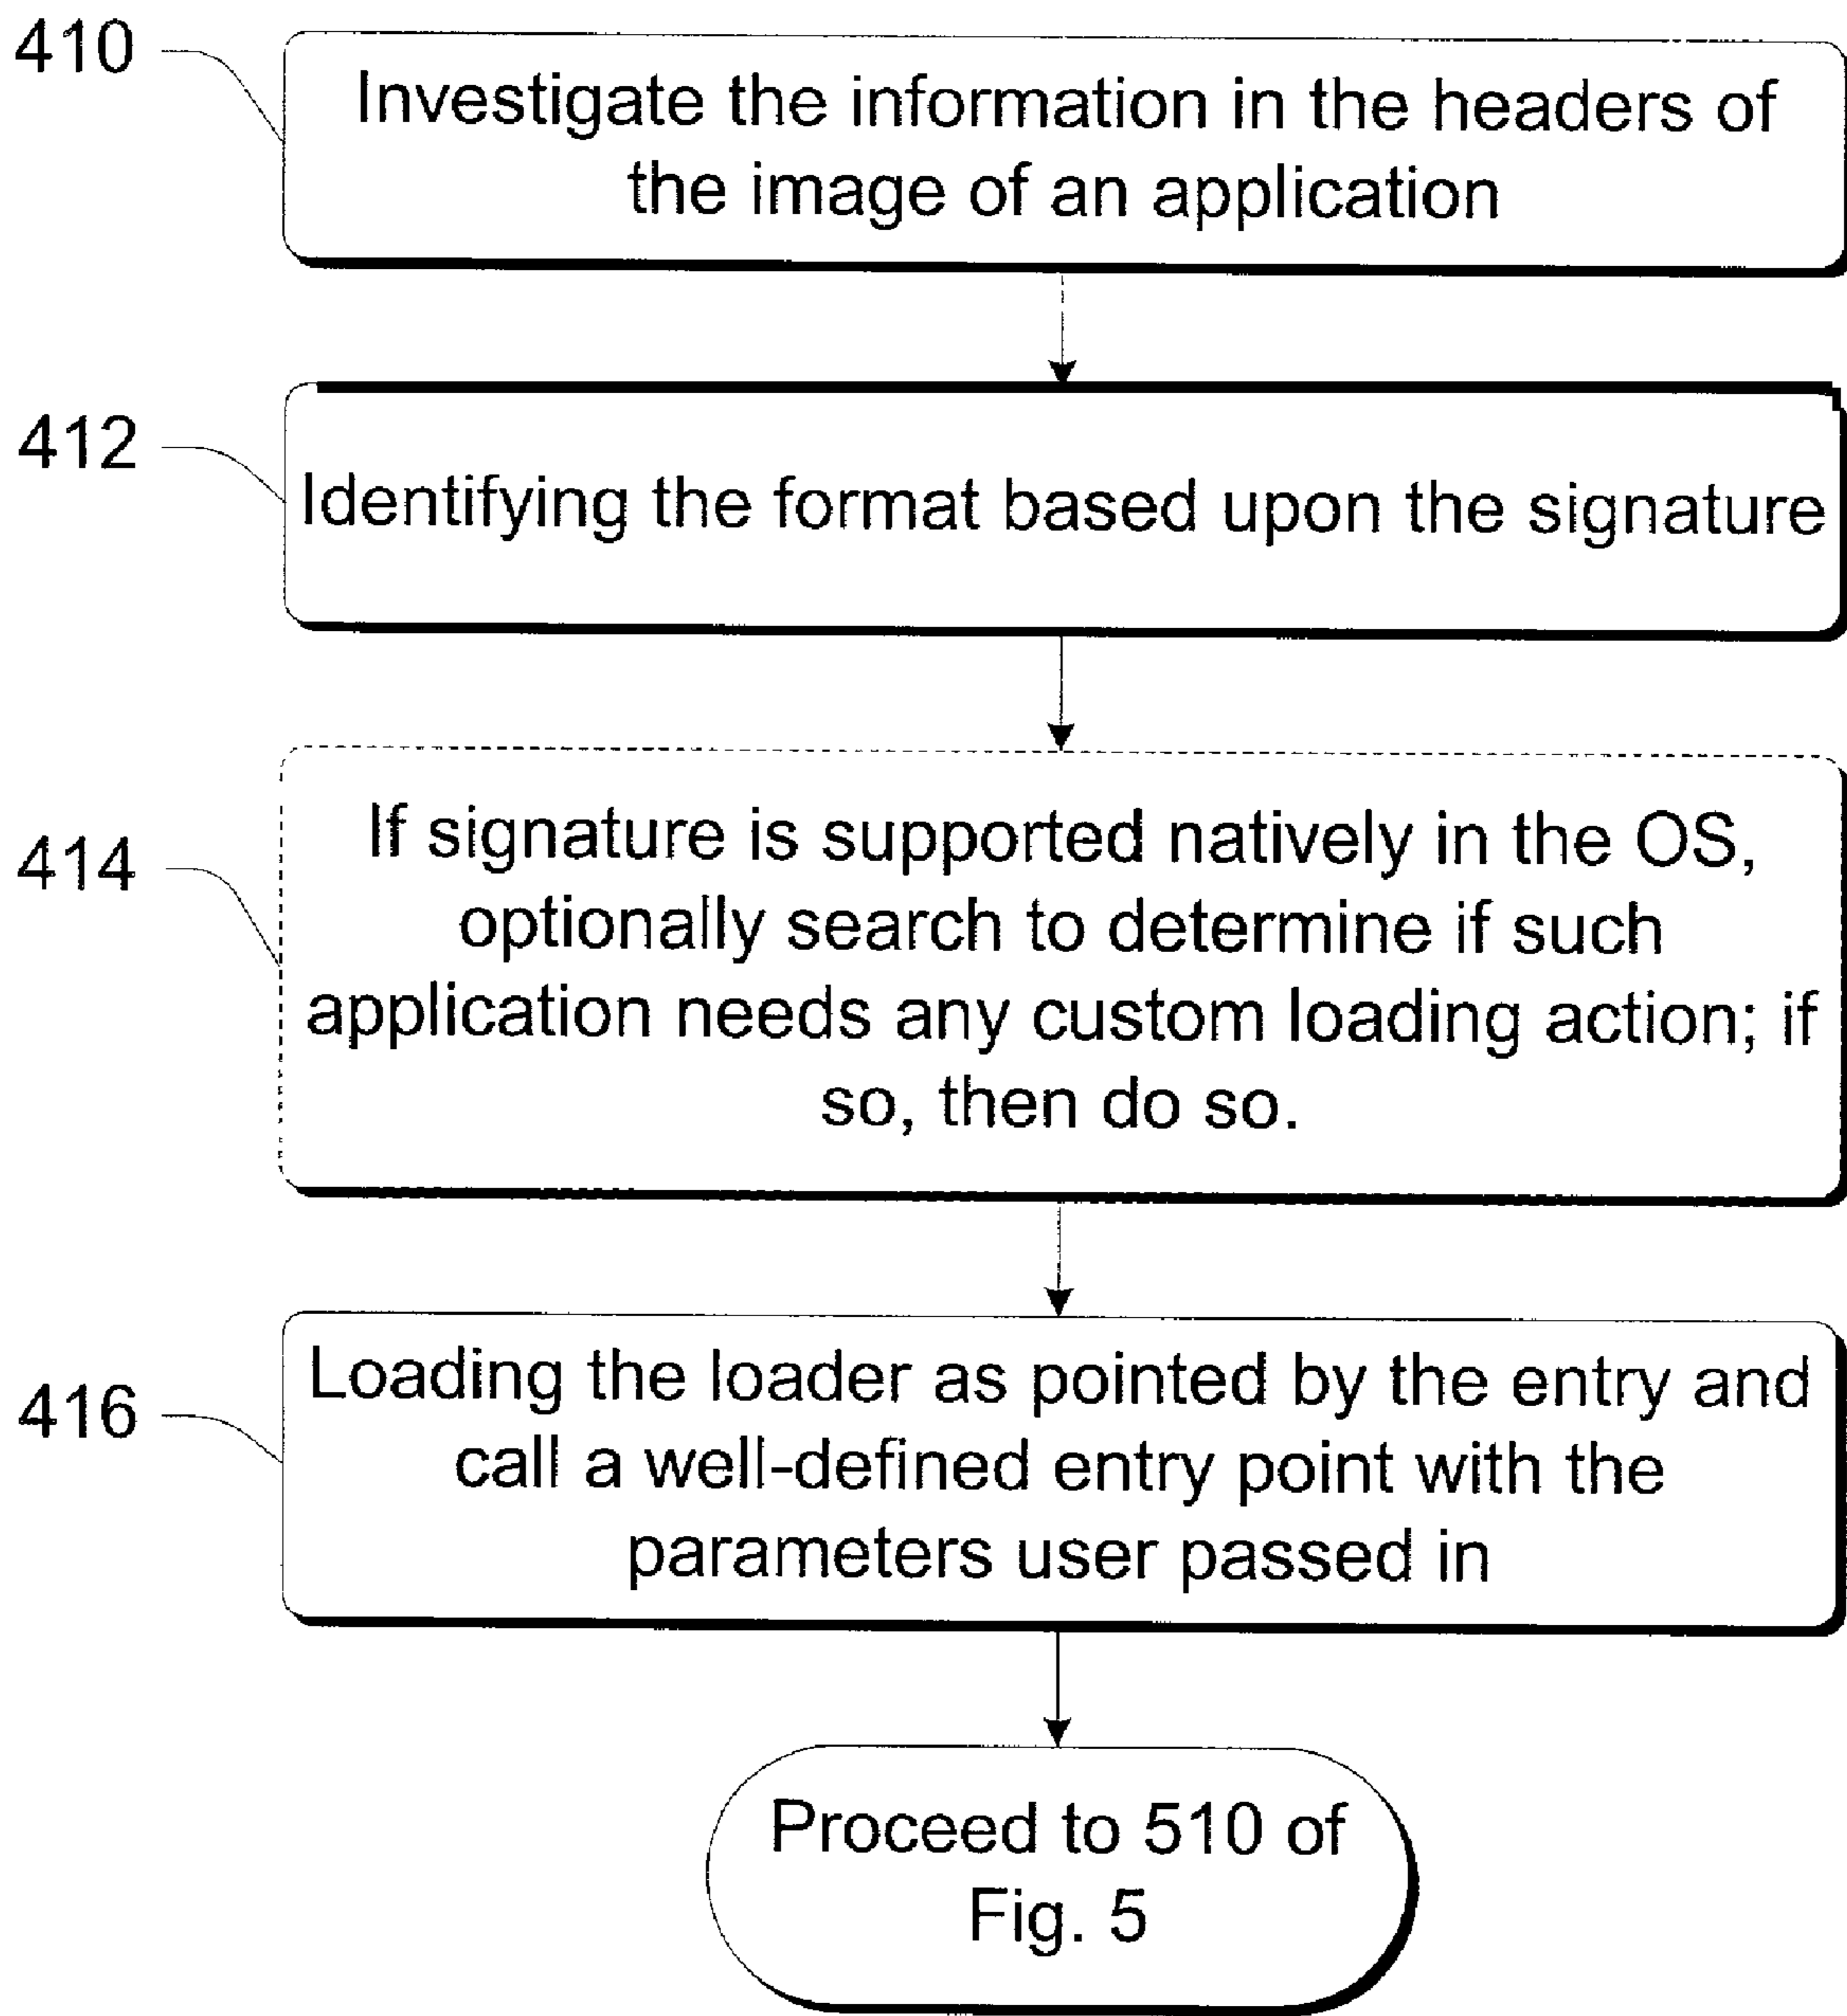 410
Investigate the information in the headers of
the image of an application
412
Identifying the format based upon the signature
414
If signature is supported natively in the OS,
optionally search to determine if such
application needs any custom loading action; if
so, then do so.
416
Loading the loader as pointed by the entry and
call a well-defined entry point with the
parameters user passed in
Proceed to 510 of
Fig. 5